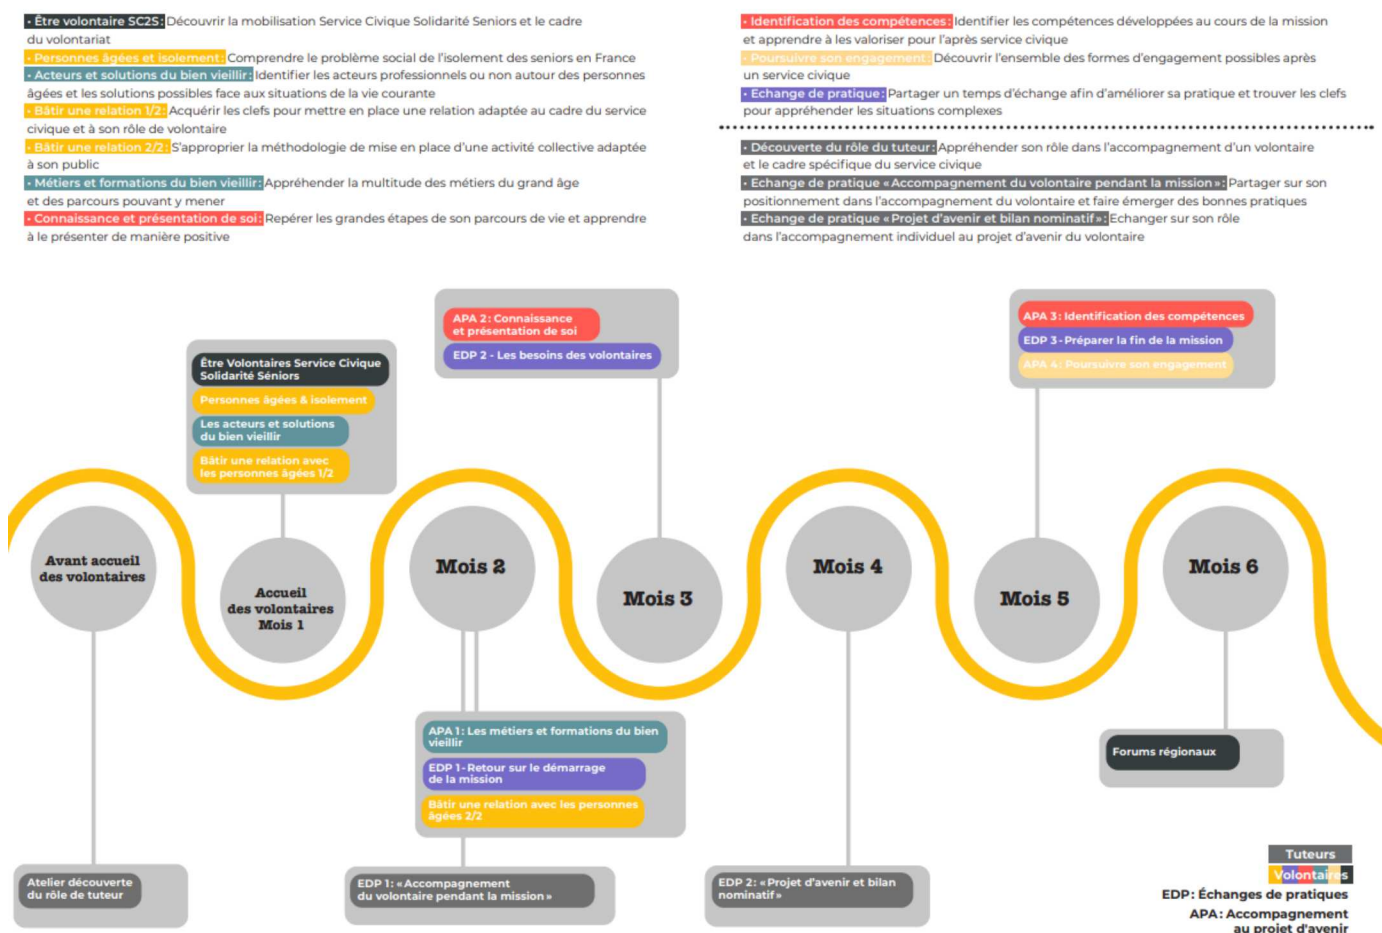 • Être volontaire SC2S: Découvrir la mobilisation Service Civique Solidarité Seniors et le cadre
du volontariat
• Personnes âgées et isolement: Comprendre le problème social de l'isolement des seniors en France
• Acteurs et solutions du bien vieillir: Identifier les acteurs professionnels ou non autour des personnes
âgées et les solutions possibles face aux situations de la vie courante
• Bâtir une relation 1/2: Acquérir les clefs pour mettre en place une relation adaptée au cadre du service
civique et à son rôle de volontaire
• Bâtir une relation 2/2: S'approprier la méthodologie de mise en place d'une activité collective adaptée
à son public
• Métiers et formations du bien vieillir: Appréhender la multitude des métiers du grand âge
et des parcours pouvant y mener
• Connaissance et présentation de soi: Repérer les grandes étapes de son parcours de vie et apprendre
à le présenter de manière positive
• Identification des compétences: Identifier les compétences développées au cours de la mission
et apprendre à les valoriser pour l'après service civique
• Poursuivre son engagement: Découvrir l'ensemble des formes d'engagement possibles après
un service civique
• Echange de pratique: Partager un temps d'échange afin d'améliorer sa pratique et trouver les clefs
pour appréhender les situations complexes
• Découverte du rôle du tuteur: Appréhender son rôle dans l'accompagnement d'un volontaire
et le cadre spécifique du service civique
• Echange de pratique «Accompagnement du volontaire pendant la mission»: Partager sur son
positionnement dans l'accompagnement du volontaire et faire émerger des bonnes pratiques
• Echange de pratique «Projet d'avenir et bilan nominatif»: Echanger sur son rôle
dans l'accompagnement individuel au projet d'avenir du volontaire
Être Volontaires Service Civique
Solidarité Séniors
Personnes âgées & isolement
Les acteurs et solutions
du bien vieillir
Bâtir une relation avec
les personnes âgées 1/2
APA 2: Connaissance
et présentation de soi
EDP 2 - Les besoins des volontaires
APA 3: Identification des compétences
EDP 3 - Préparer la fin de la mission
APA 4: Poursuivre son engagement
Avant accueil
des volontaires
Accueil
des volontaires
Mois 1
Mois 2
Mois 3
Mois 4
Mois 5
Mois 6
APA 1: Les métiers et formations du bien
vieillir
EDP 1 - Retour sur le démarrage
de la mission
Bâtir une relation avec les personnes
âgées 2/2
Forums régionaux
Atelier découverte
du rôle de tuteur
EDP 1: «Accompagnement
du volontaire pendant la mission»
EDP 2: «Projet d'avenir et bilan
nominatif»
Tuteurs
Volontaires
EDP: Échanges de pratiques
APA: Accompagnement
au projet d'avenir